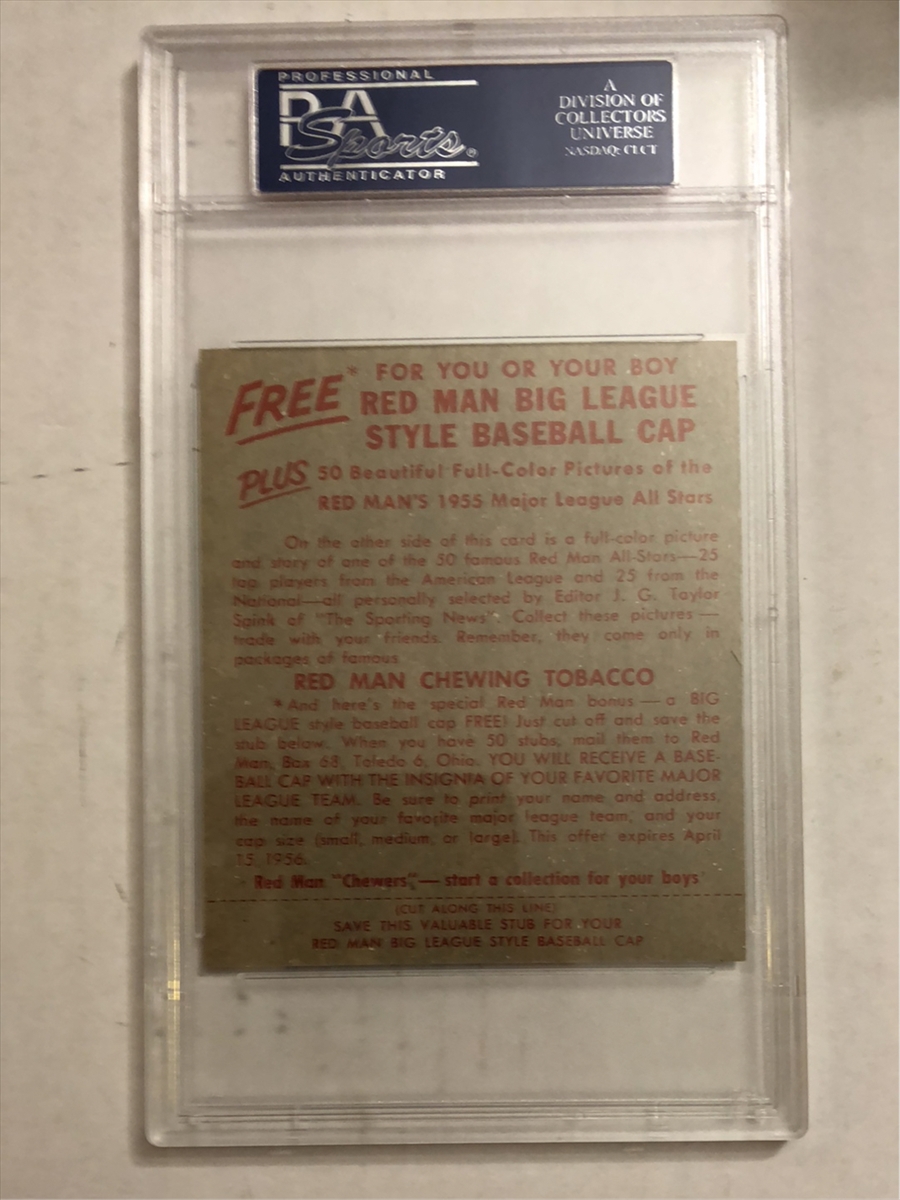 PROFESSIONAL
PSA
Sports®
AUTHENTICATOR
A
DIVISION OF
COLLECTORS
UNIVERSE
NASDAQ: CLCT
FREE* FOR YOU OR YOUR BOY
RED MAN BIG LEAGUE
STYLE BASEBALL CAP
PLUS 50 Beautiful Full-Color Pictures of the
RED MAN'S 1955 Major League All Stars
On the other side of this card is a full-color picture
and story of one of the 50 famous Red Man All-Stars—25
top players from the American League and 25 from the
National—all personally selected by Editor J. G. Taylor
Spink of "The Sporting News". Collect these pictures —
trade with your friends. Remember, they come only in
packages of famous
RED MAN CHEWING TOBACCO
*And here's the special Red Man bonus — a BIG
LEAGUE style baseball cap FREE! Just cut off and save the
stub below. When you have 50 stubs, mail them to Red
Man, Box 68, Toledo 6, Ohio. YOU WILL RECEIVE A BASE-
BALL CAP WITH THE INSIGNIA OF YOUR FAVORITE MAJOR
LEAGUE TEAM. Be sure to print your name and address,
the name of your favorite major league team, and your
cap size (small, medium, or large). This offer expires April
15, 1956.
Red Man "Chewers"— start a collection for your boys
(CUT ALONG THIS LINE)
SAVE THIS VALUABLE STUB FOR YOUR
RED MAN BIG LEAGUE STYLE BASEBALL CAP